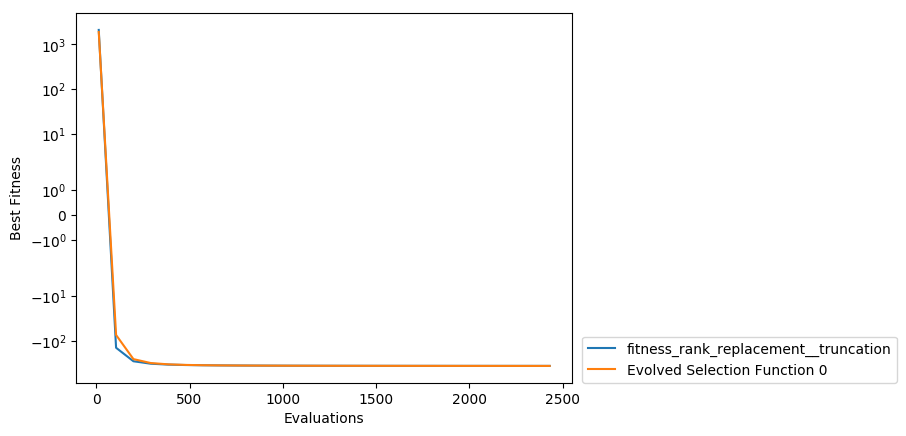 Best Fitness
10³
10²
10¹
10⁰
0
−10⁰
−10¹
−10²
0 500 1000 1500 2000 2500
Evaluations
fitness_rank_replacement__truncation
Evolved Selection Function 0